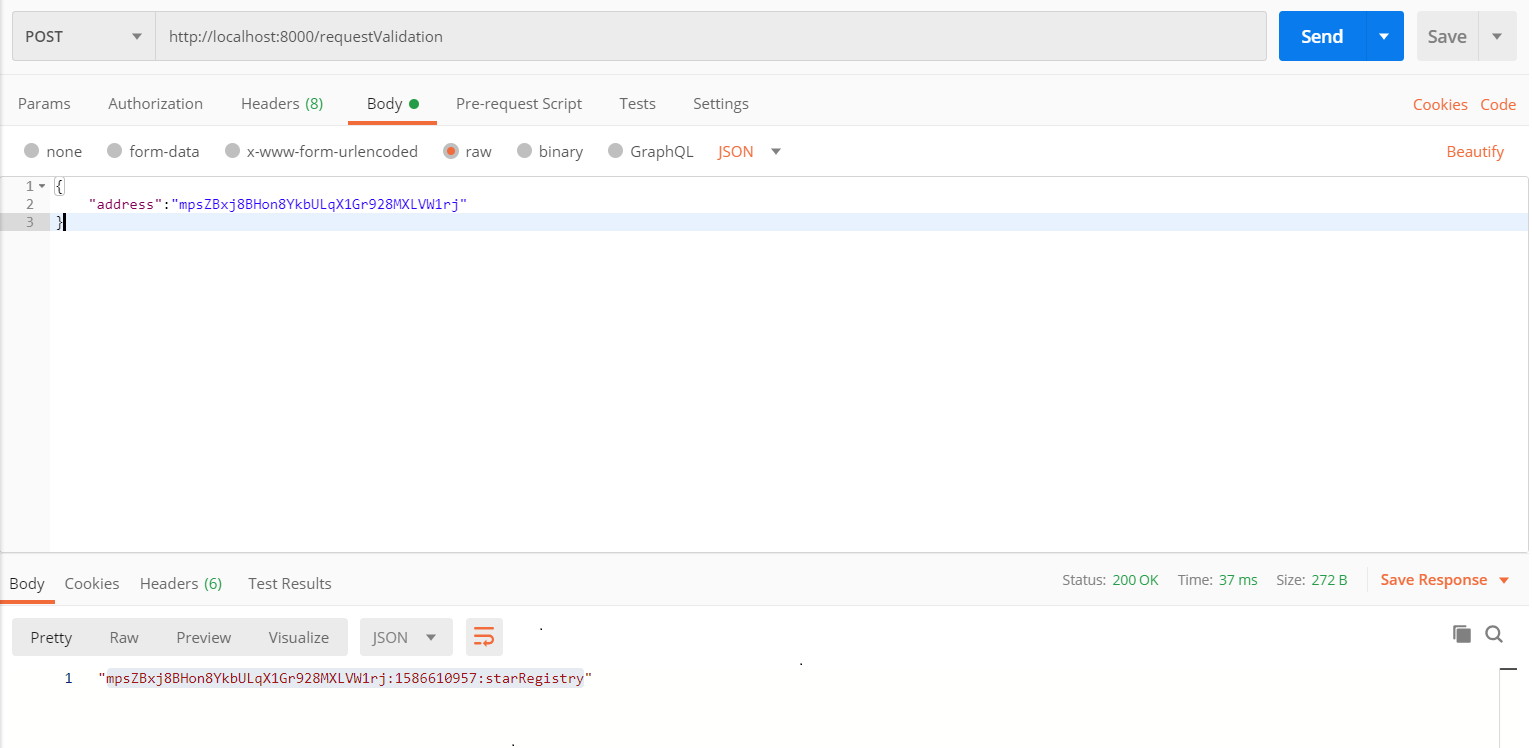 POST http://localhost:8000/requestValidation Send Save
Params Authorization Headers (8) Body Pre-request Script Tests Settings Cookies Code
none form-data x-www-form-urlencoded raw binary GraphQL JSON Beautify
1 {
2 "address":"mpsZBxj8BHon8YkbULqX1Gr928MXLVW1rj"
3 }
Body Cookies Headers (6) Test Results Status: 200 OK Time: 37 ms Size: 272 B Save Response
Pretty Raw Preview Visualize JSON
1 "mpsZBxj8BHon8YkbULqX1Gr928MXLVW1rj:1586610957:starRegistry"